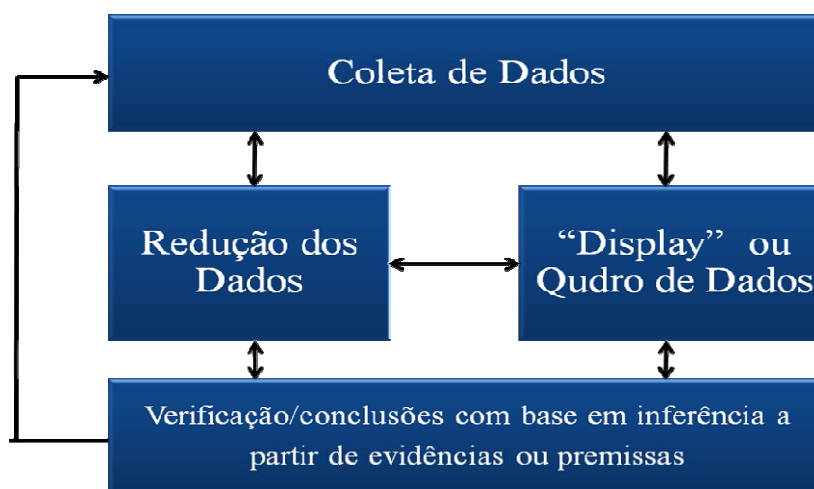 Coleta de Dados
Redução dos
Dados
“Display” ou
Qudro de Dados
Verificação/conclusões com base em inferência a
partir de evidências ou premissas